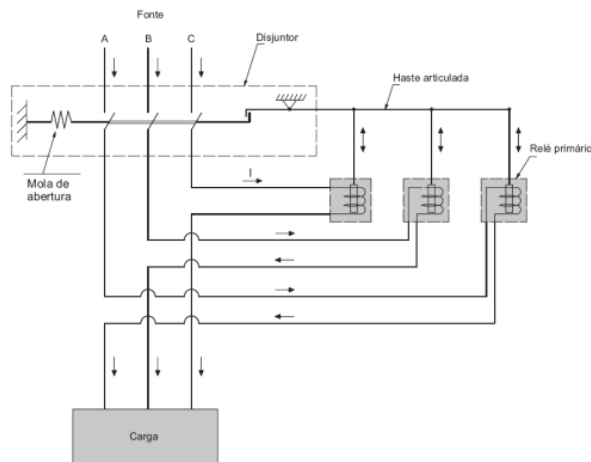 Fonte
A B C
Disjuntor
Haste articulada
Relé primário
Mola de
abertura
I
Carga